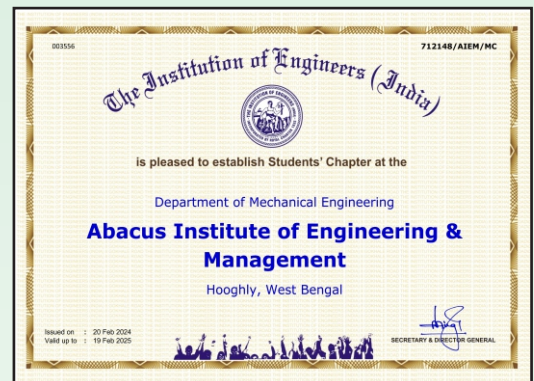 003556
712148/AIEM/MC
The Institution of Engineers (India)
is pleased to establish Students' Chapter at the
Department of Mechanical Engineering
Abacus Institute of Engineering &
Management
Hooghly, West Bengal
Issued on : 20 Feb 2024
Valid up to : 19 Feb 2025
SECRETARY & DIRECTOR GENERAL